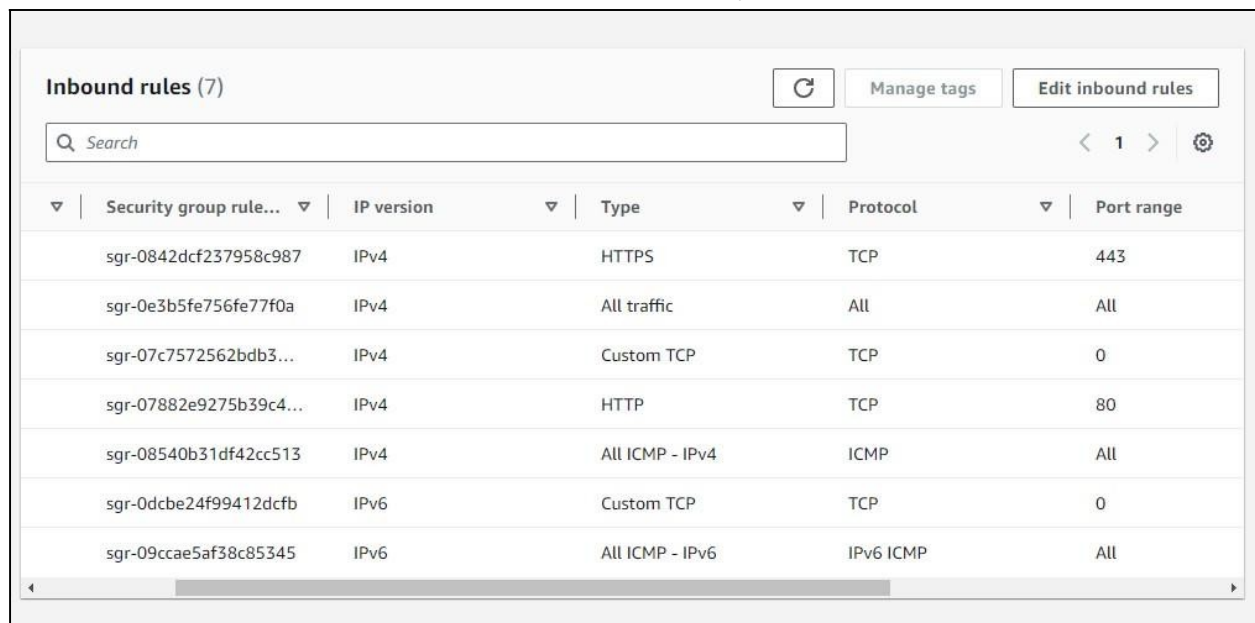 Inbound rules (7) Manage tags Edit inbound rules
Search 1
Security group rule... IP version Type Protocol Port range
sgr-0842dcf237958c987 IPv4 HTTPS TCP 443
sgr-0e3b5fe756fe77f0a IPv4 All traffic All All
sgr-07c7572562bdb3... IPv4 Custom TCP TCP 0
sgr-07882e9275b39c4... IPv4 HTTP TCP 80
sgr-08540b31df42cc513 IPv4 All ICMP - IPv4 ICMP All
sgr-0dcbe24f99412dcfb IPv6 Custom TCP TCP 0
sgr-09ccae5af38c85345 IPv6 All ICMP - IPv6 IPv6 ICMP All